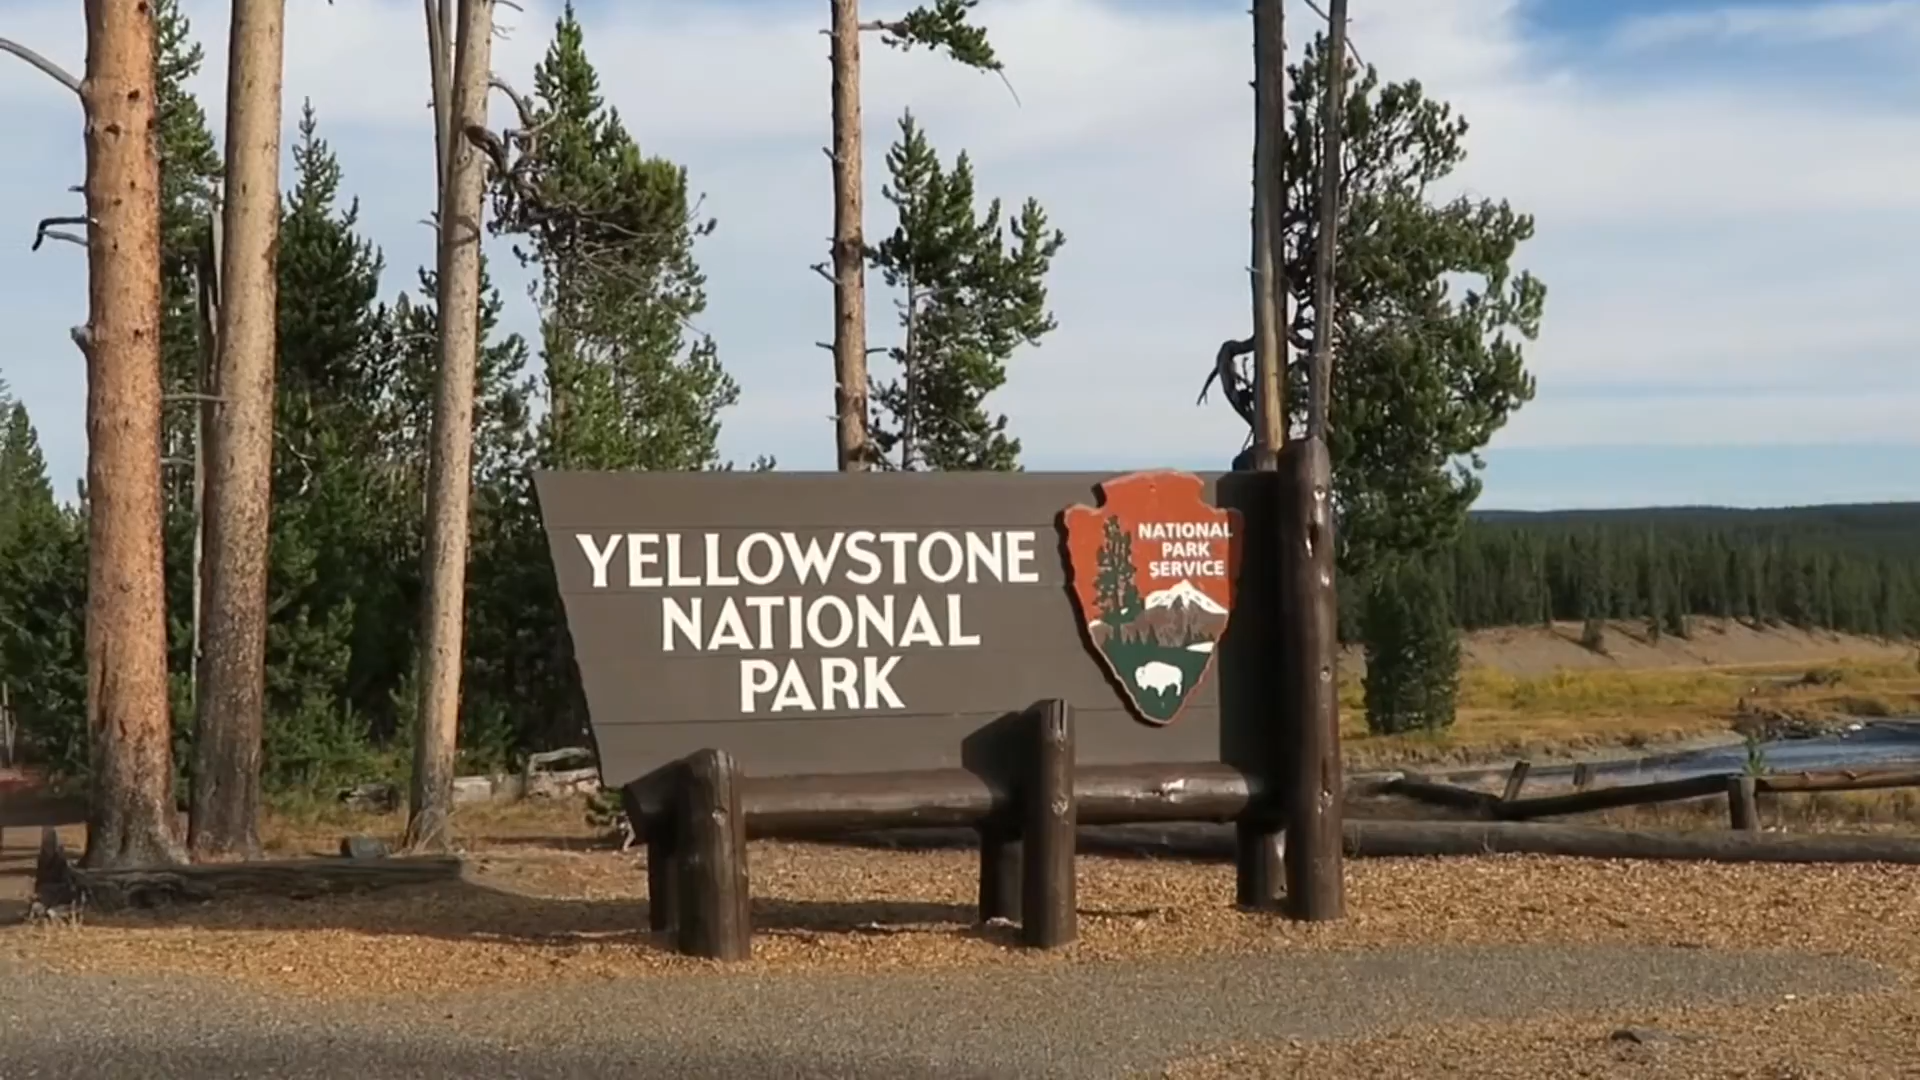 YELLOWSTONE
NATIONAL
PARK
NATIONAL
PARK
SERVICE